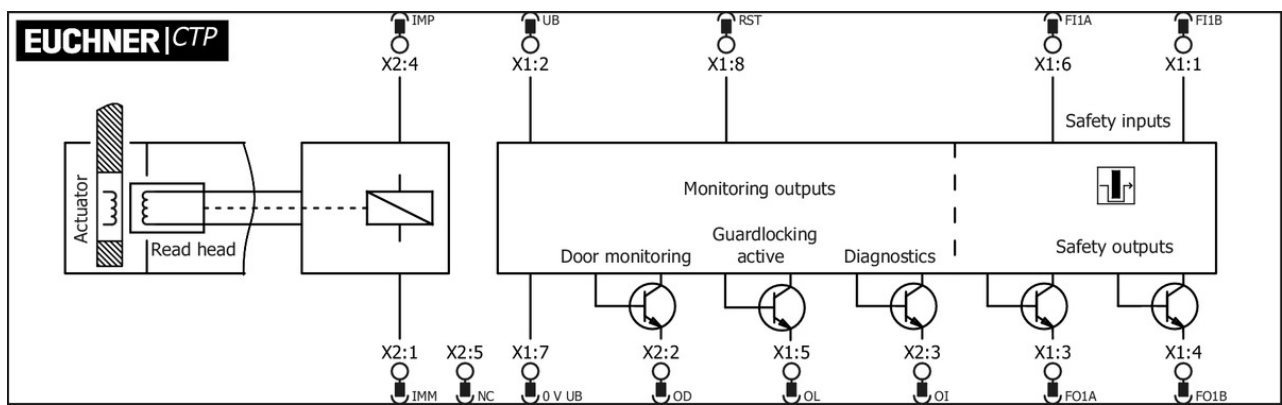 EUCHNER|CTP
IMP UB RST FI1A FI1B
X2:4 X1:2 X1:8 X1:6 X1:1
Safety inputs
Monitoring outputs
Actuator
Read head
Door monitoring
Guardlocking
active
Diagnostics
Safety outputs
X2:1 X2:5 X1:7 X2:2 X1:5 X2:3 X1:3 X1:4
IMM NC 0 V UB OD OL OI FO1A FO1B